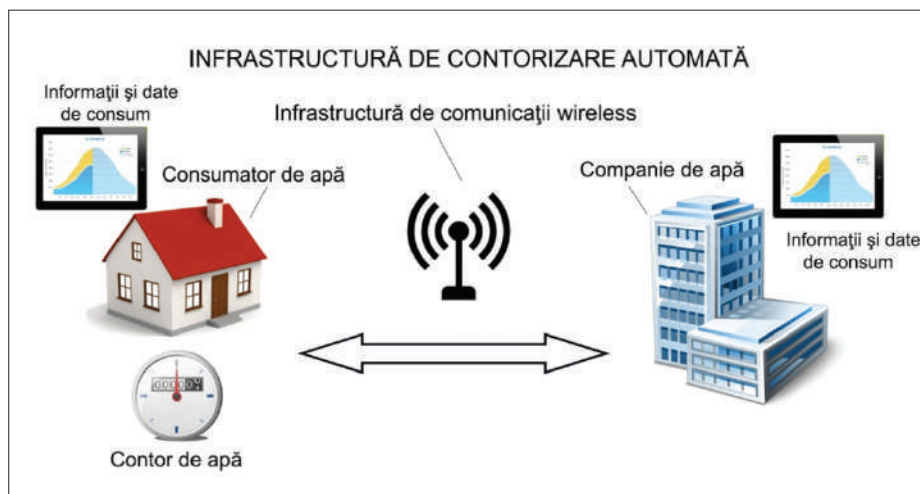 INFRASTRUCTURĂ DE CONTORIZARE AUTOMATĂ
Informaţii şi date
de consum
Infrastructură de comunicaţii wireless
Consumator de apă
Companie de apă
Informaţii şi date
de consum
Contor de apă